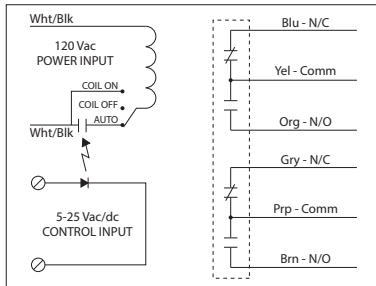 Wht/Blk
120 Vac
POWER INPUT
COIL ON
COIL OFF
AUTO
Wht/Blk
5-25 Vac/dc
CONTROL INPUT
Blu - N/C
Yel - Comm
Org - N/O
Gry - N/C
Prp - Comm
Brn - N/O